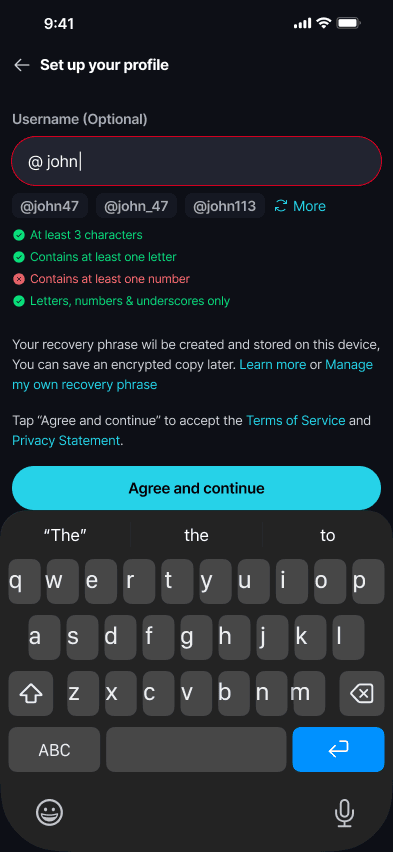 9:41
Set up your profile
Username (Optional)
@ john
@john47 @john_47 @john113 More
At least 3 characters
Contains at least one letter
Contains at least one number
Letters, numbers & underscores only
Your recovery phrase wil be created and stored on this device,
You can save an encrypted copy later. Learn more or Manage
my own recovery phrase
Tap “Agree and continue” to accept the Terms of Service and
Privacy Statement.
Agree and continue
“The” the to
q w e r t y u i o p
a s d f g h j k l
z x c v b n m
ABC